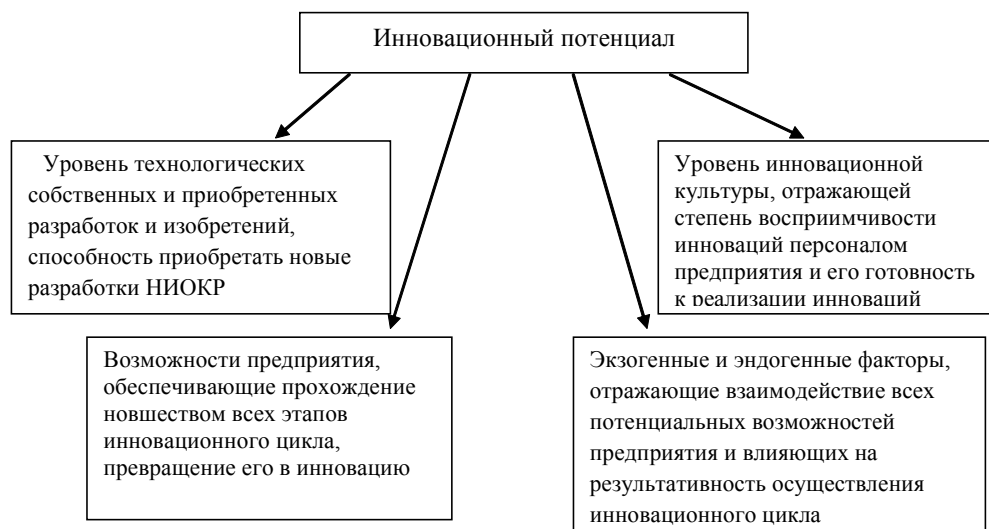 Инновационный потенциал
Уровень технологических
собственных и приобретенных
разработок и изобретений,
способность приобретать новые
разработки НИОКР
Уровень инновационной
культуры, отражающей
степень восприимчивости
инноваций персоналом
предприятия и его готовность
к реализации инноваций
Возможности предприятия,
обеспечивающие прохождение
новшеством всех этапов
инновационного цикла,
превращение его в инновацию
Экзогенные и эндогенные факторы,
отражающие взаимодействие всех
потенциальных возможностей
предприятия и влияющих на
результативность осуществления
инновационного цикла